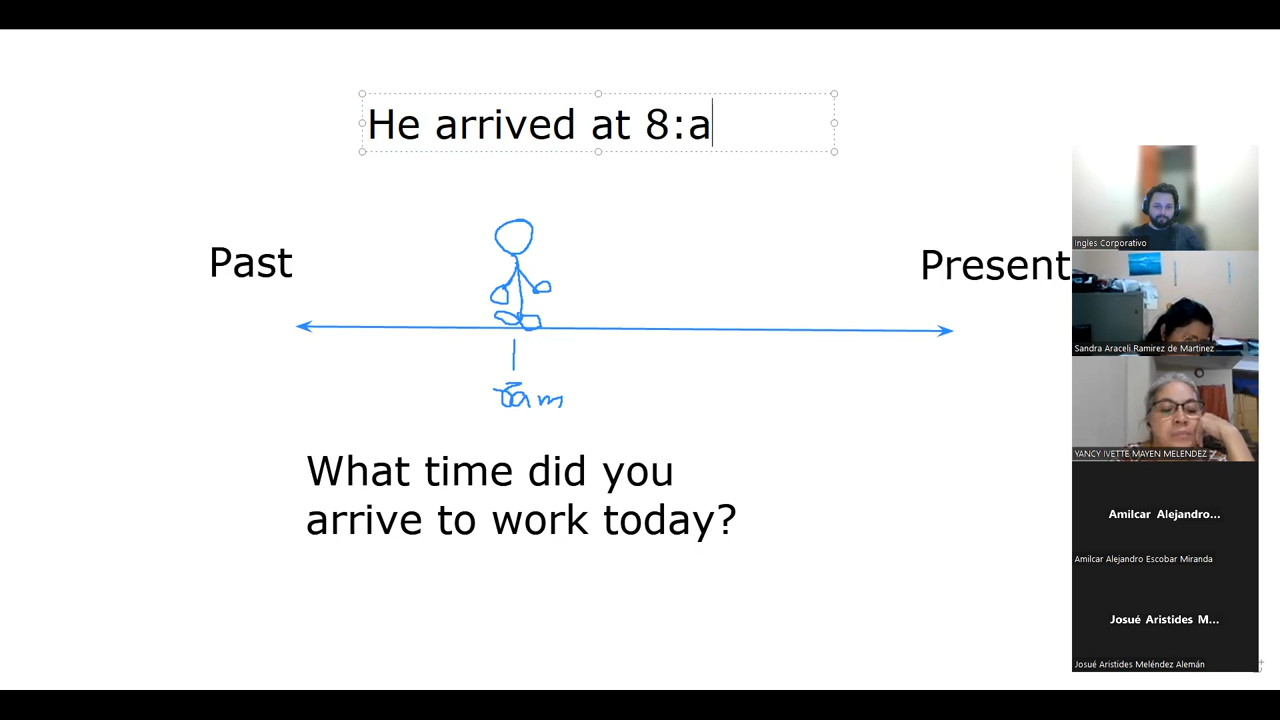 He arrived at 8:a
Past
Present
8am
What time did you
arrive to work today?
Ingles Corporativo
Sandra Araceli Ramirez de Martinez
YANCY IVETTE MAYEN MELENDEZ
Amilcar Alejandro...
Amilcar Alejandro Escobar Miranda
Josué Aristides M...
Josué Aristides Meléndez Alemán